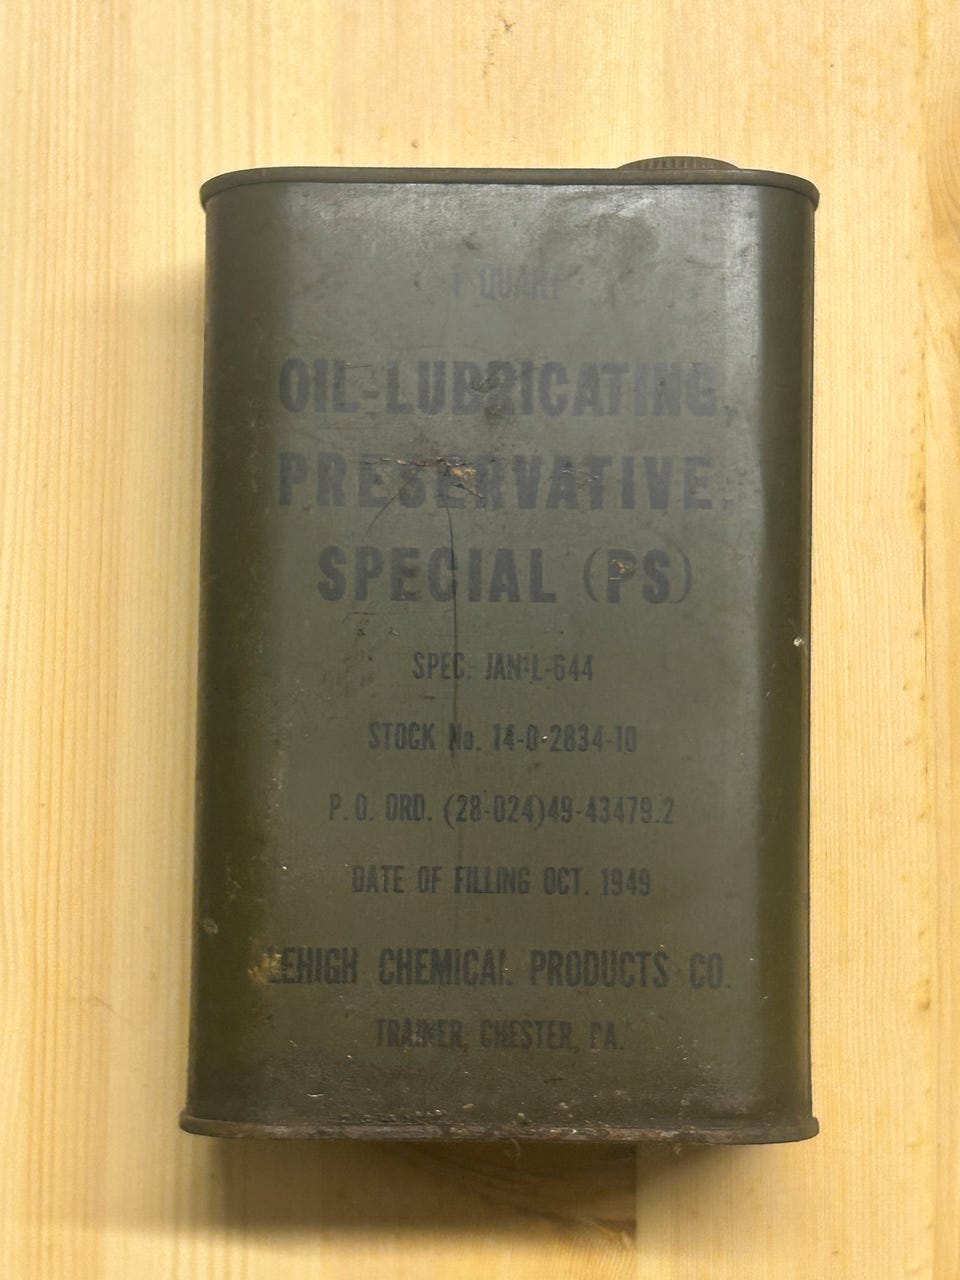 1 QUART
OIL-LUBRICATING,
PRESERVATIVE,
SPECIAL (PS)
SPEC. JAN-L-644
STOCK No. 14-O-2834-10
P.O. ORD. (28-024)49-43479.2
DATE OF FILLING OCT. 1949
LEHIGH CHEMICAL PRODUCTS CO.
TRAINER, CHESTER, PA.